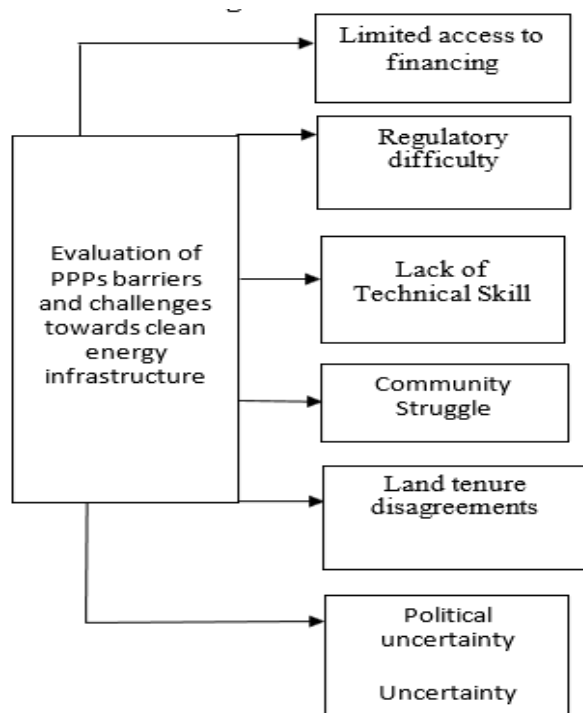 Limited access to
financing
Regulatory
difficulty
Evaluation of
PPPs barriers
and challenges
towards clean
energy
infrastructure
Lack of
Technical Skill
Community
Struggle
Land tenure
disagreements
Political
uncertainty
Uncertainty